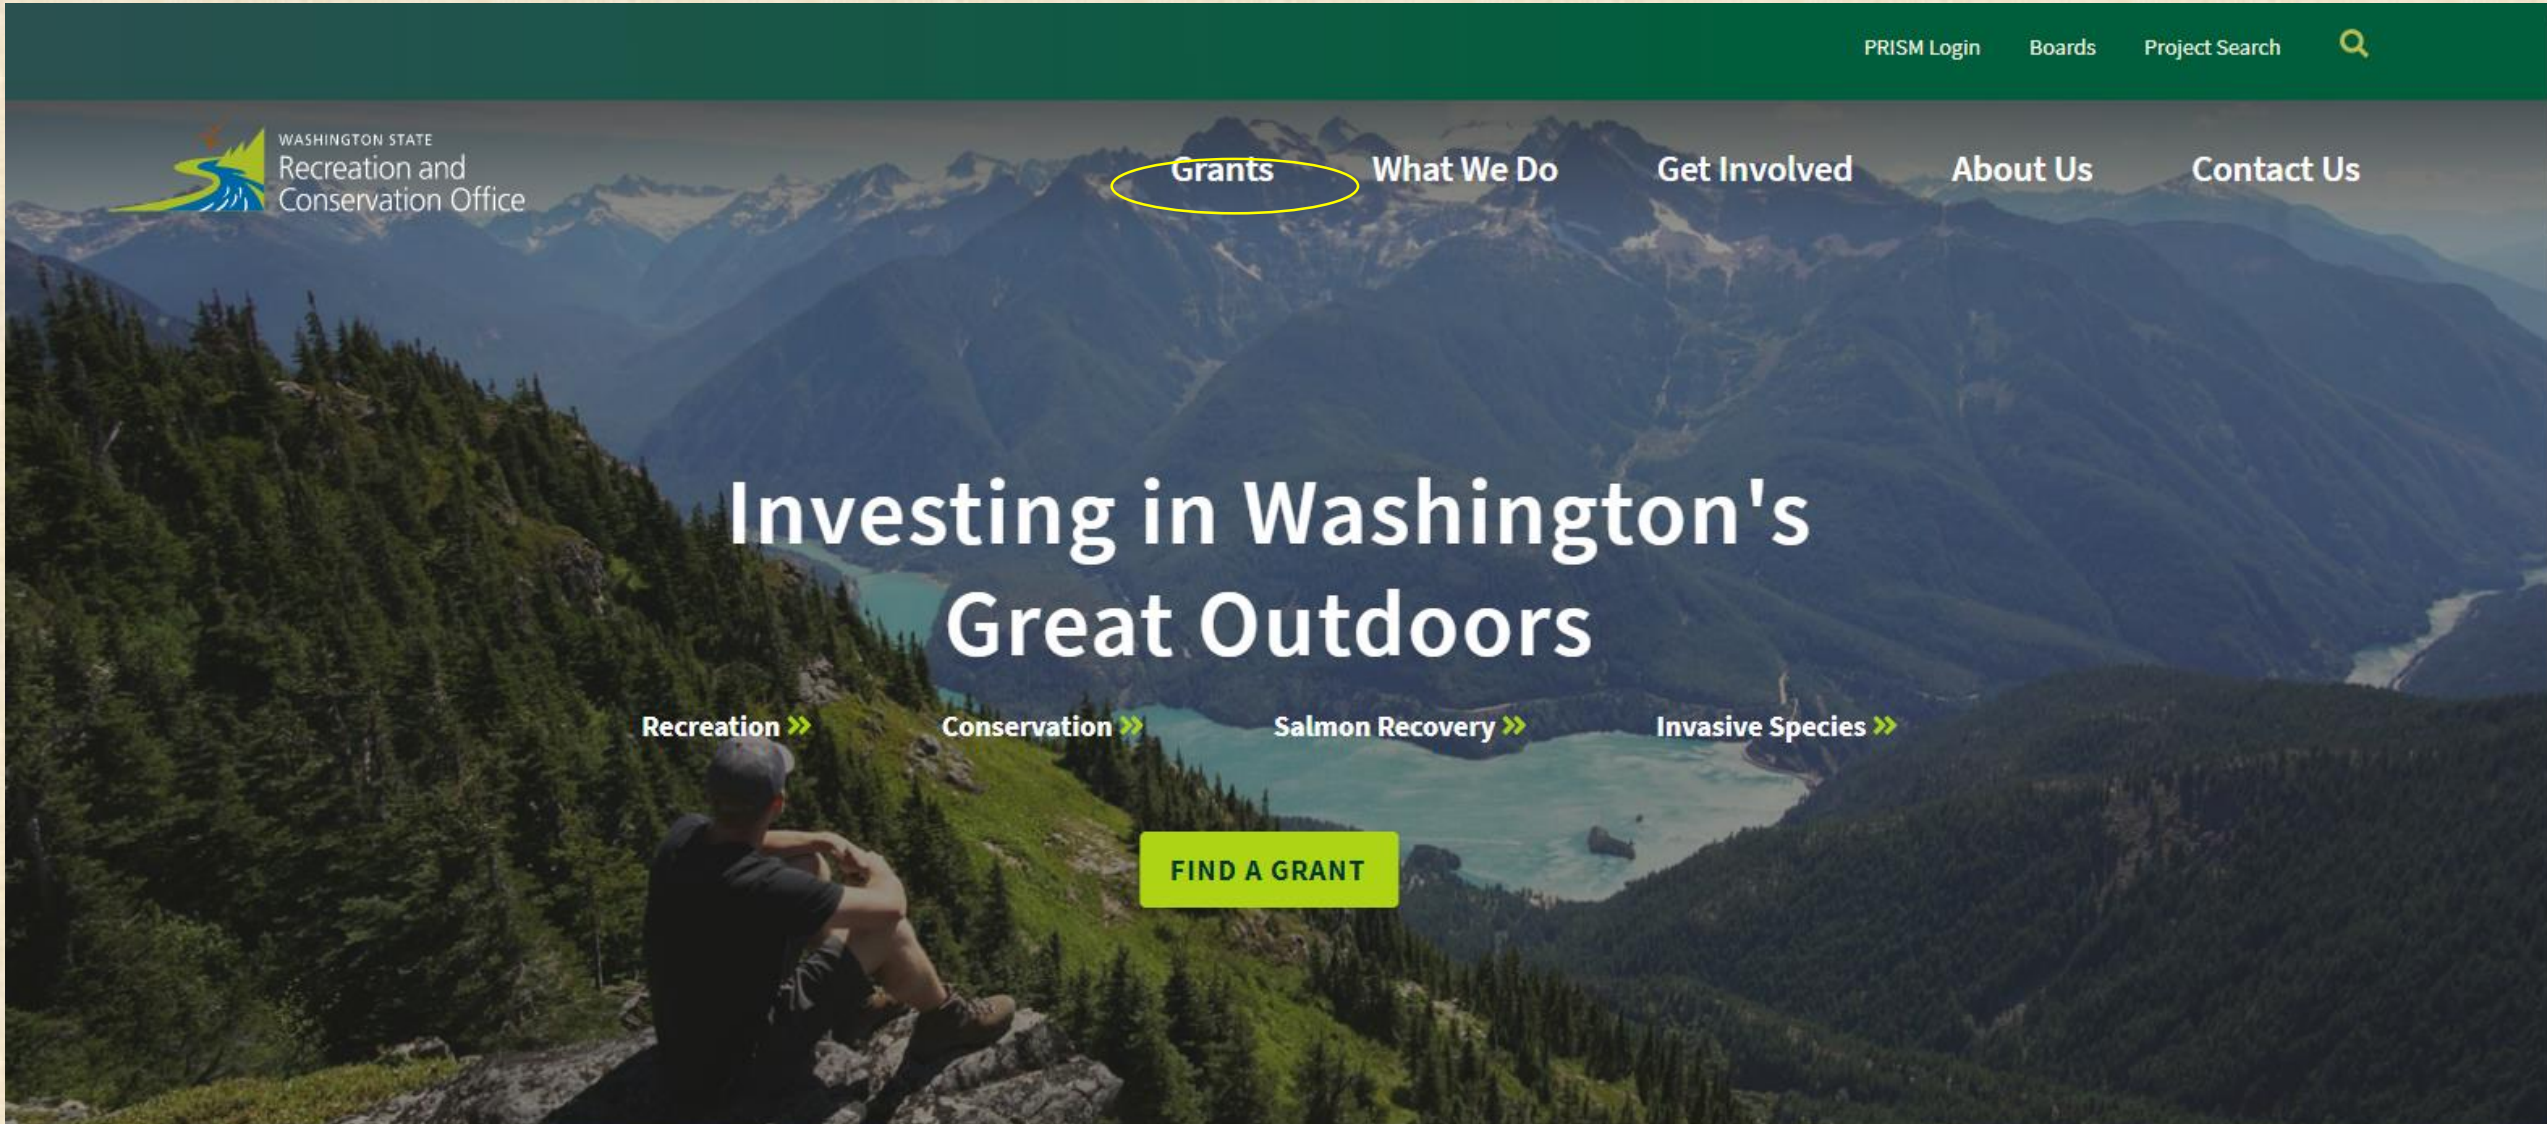 PRISM Login Boards Project Search
WASHINGTON STATE
Recreation and
Conservation Office
Grants What We Do Get Involved About Us Contact Us
Investing in Washington's
Great Outdoors
Recreation » Conservation » Salmon Recovery » Invasive Species »
FIND A GRANT